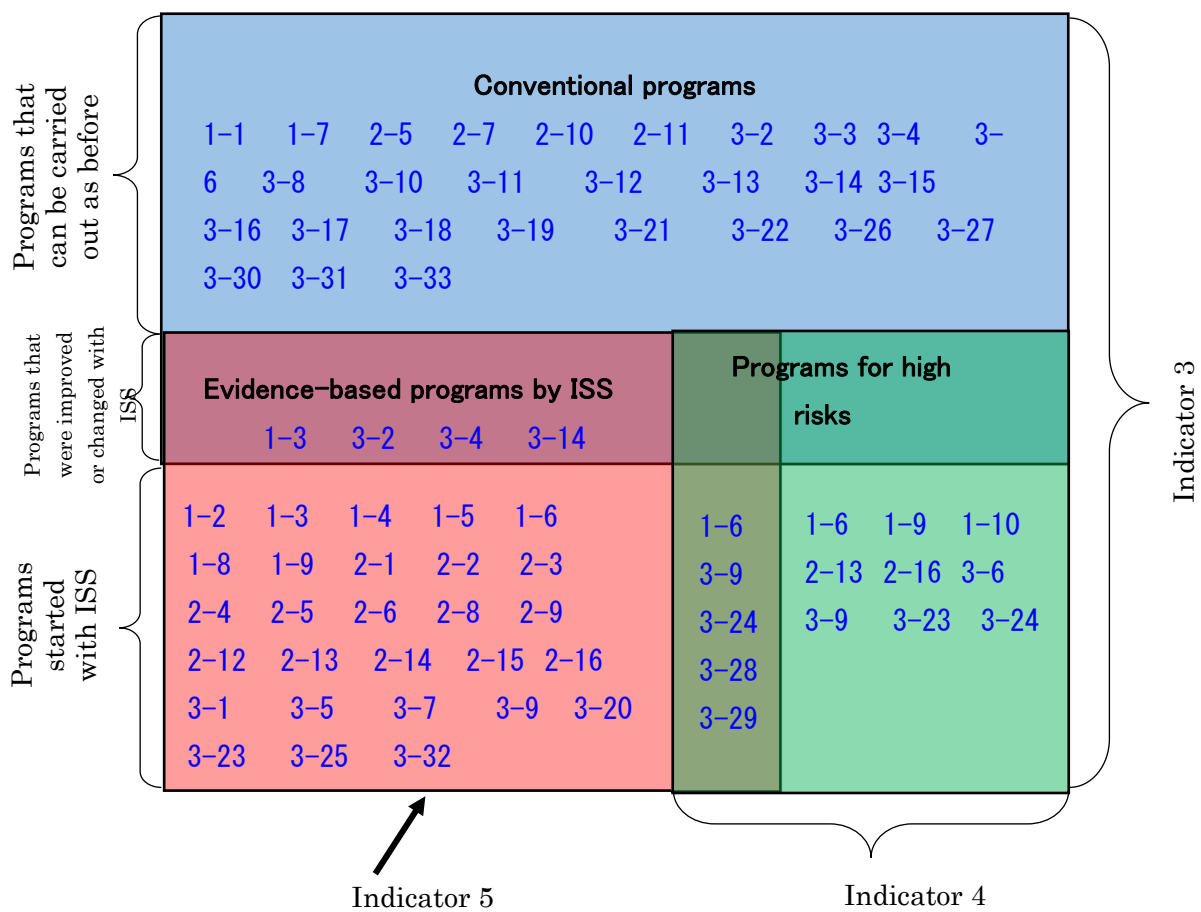 Programs that
can be carried
out as before
Conventional programs
1-1 1-7 2-5 2-7 2-10 2-11 3-2 3-3 3-4 3-
6 3-8 3-10 3-11 3-12 3-13 3-14 3-15
3-16 3-17 3-18 3-19 3-21 3-22 3-26 3-27
3-30 3-31 3-33
Programs that
were improved
or changed with
ISS
Evidence-based programs by ISS
1-3 3-2 3-4 3-14
Programs for high
risks
Programs
started
with ISS
1-2 1-3 1-4 1-5 1-6
1-8 1-9 2-1 2-2 2-3
2-4 2-5 2-6 2-8 2-9
2-12 2-13 2-14 2-15 2-16
3-1 3-5 3-7 3-9 3-20
3-23 3-25 3-32
1-6
3-9
3-24
3-28
3-29
1-6 1-9 1-10
2-13 2-16 3-6
3-9 3-23 3-24
Indicator 3
Indicator 5
Indicator 4